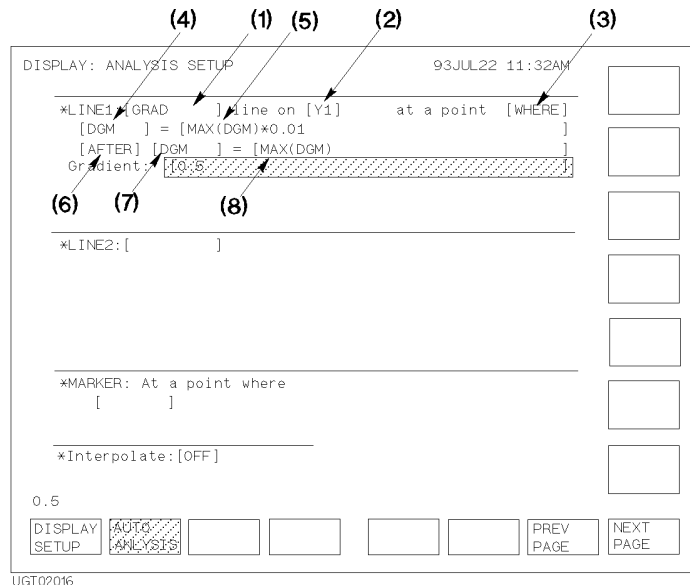 (4) (1) (5) (2) (3)
DISPLAY: ANALYSIS SETUP 93JUL22 11:32AM
*LINE1:[GRAD ] line on [Y1] at a point [WHERE]
[DGM ] = [MAX(DGM)*0.01 ]
[AFTER] [DGM ] = [MAX(DGM) ]
Gradient: [0.5 ]
(6) (7) (8)
*LINE2:[ ]
*MARKER: At a point where
[ ]
*Interpolate:[OFF]
0.5
DISPLAY SETUP
AUTO ANLYSIS
PREV PAGE
NEXT PAGE
UGT02016